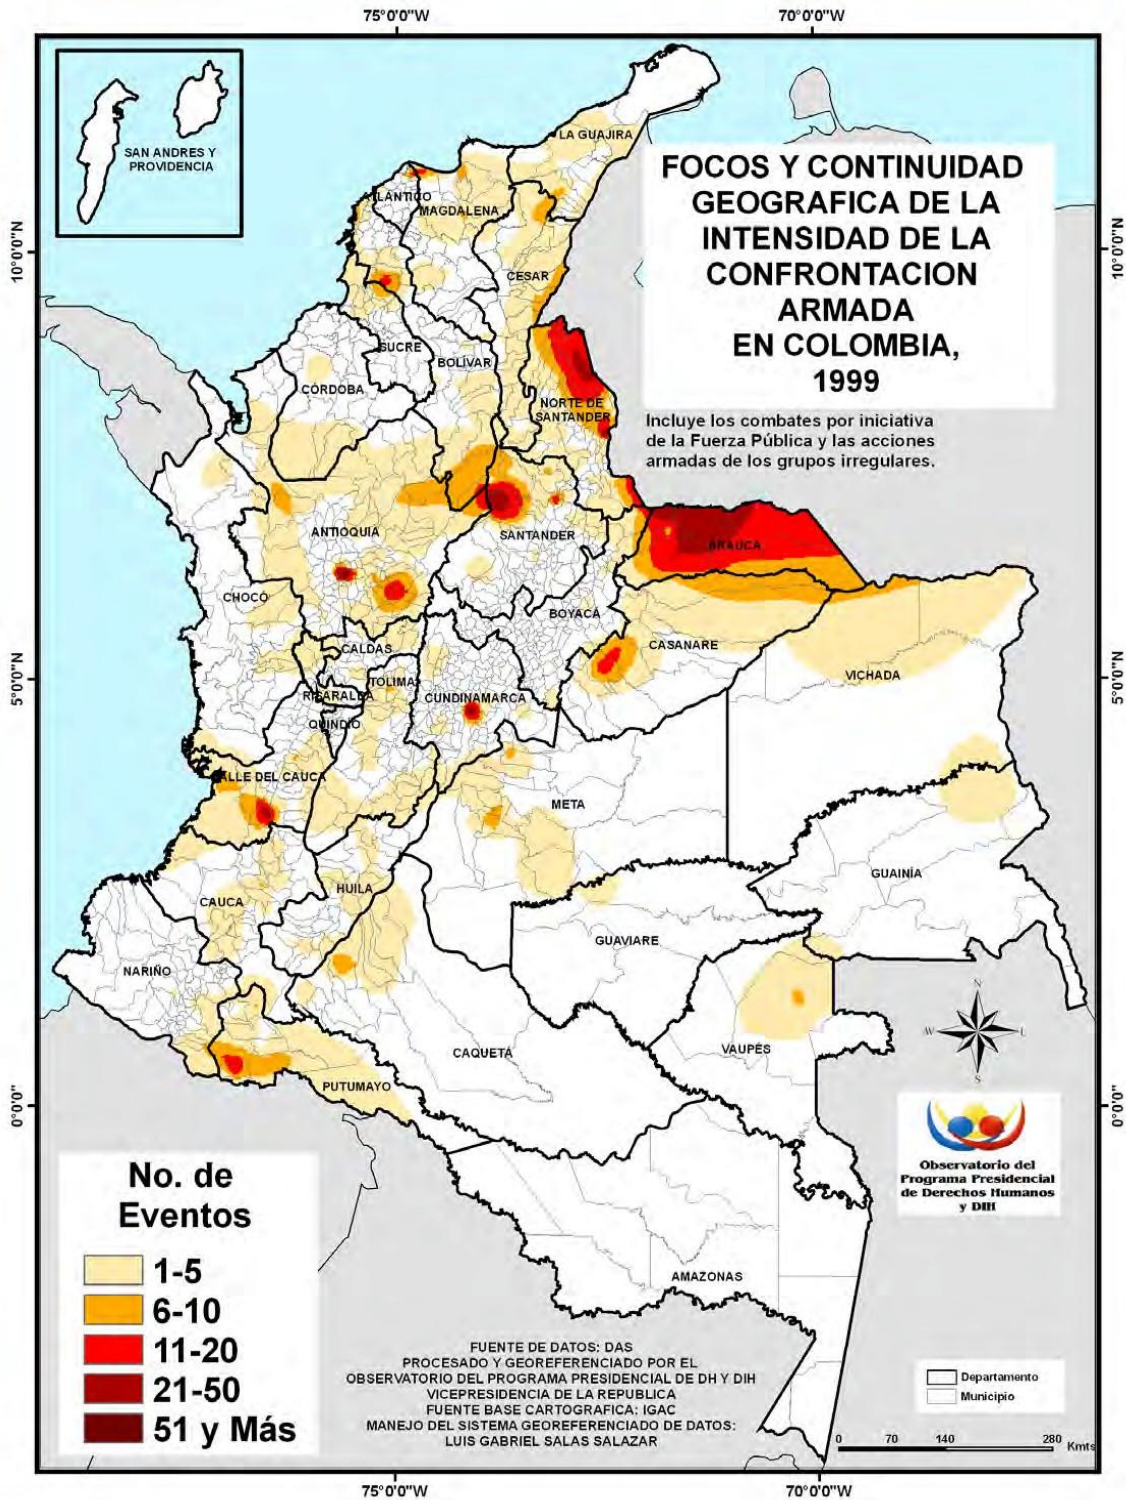 75°0'0"W
70°0'0"W
SAN ANDRES Y
PROVIDENCIA
FOCOS Y CONTINUIDAD
GEOGRAFICA DE LA
INTENSIDAD DE LA
CONFRONTACION
ARMADA
EN COLOMBIA,
1999
Incluye los combates por iniciativa
de la Fuerza Pública y las acciones
armadas de los grupos irregulares.
10°0'0"N
10°0'0"N
5°0'0"N
5°0'0"N
0°0'0"
0°0'0"
LA GUAJIRA
ATLANTICO
MAGDALENA
CESAR
SUCRE
BOLÍVAR
CORDOBA
NORTE DE
SANTANDER
ANTIOQUIA
SANTANDER
ARAUCA
CHOCÓ
BOYACÁ
CALDAS
CASANARE
TOLIMA
RISARALDA
CUNDINAMARCA
VICHADA
QUINDIO
ALLE DEL CAUCA
META
HUILA
CAUCA
GUAINÍA
GUAVIARE
NARIÑO
CAQUETÁ
VAUPÉS
PUTUMAYO
AMAZONAS
N
W
L
S
Observatorio del
Programa Presidencial
de Derechos Humanos
y DIH
No. de
Eventos
1-5
6-10
11-20
21-50
51 y Más
FUENTE DE DATOS: DAS
PROCESADO Y GEOREFERENCIADO POR EL
OBSERVATORIO DEL PROGRAMA PRESIDENCIAL DE DH Y DIH
VICEPRESIDENCIA DE LA REPUBLICA
FUENTE BASE CARTOGRAFICA: IGAC
MANEJO DEL SISTEMA GEOREFERENCIADO DE DATOS:
LUIS GABRIEL SALAS SALAZAR
Departamento
Municipio
0 70 140 280
Kmts
75°0'0"W
70°0'0"W